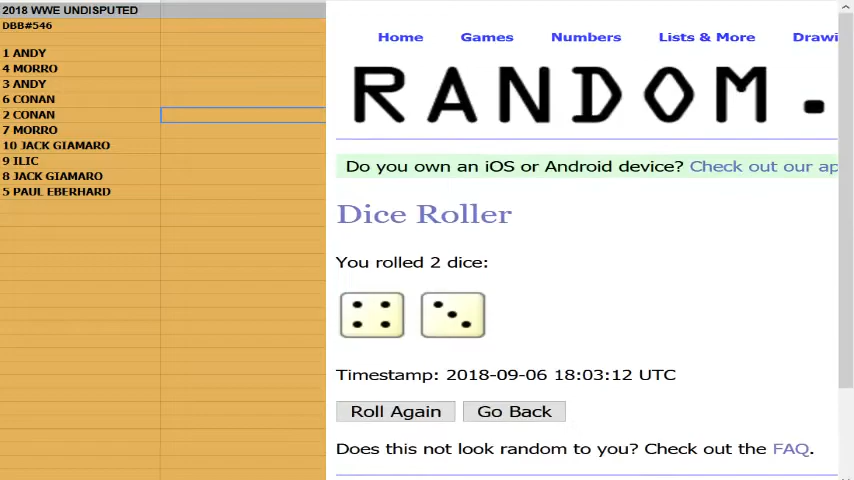 2018 WWE UNDISPUTED
DBB#546
1 ANDY
4 MORRO
3 ANDY
6 CONAN
2 CONAN
7 MORRO
10 JACK GIAMARO
9 ILIC
8 JACK GIAMARO
5 PAUL EBERHARD
Home Games Numbers Lists & More Drawi
RANDOM.
Do you own an iOS or Android device? Check out our ap
Dice Roller
You rolled 2 dice:
Timestamp: 2018-09-06 18:03:12 UTC
Roll Again Go Back
Does this not look random to you? Check out the FAQ.